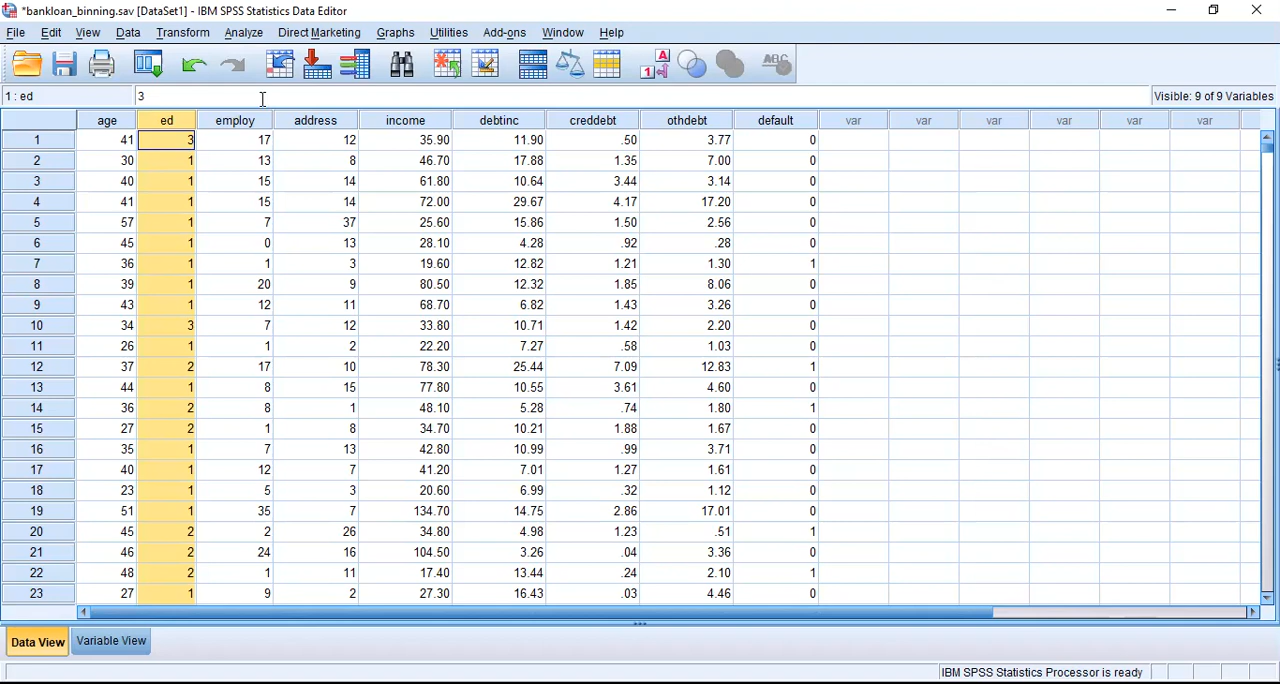 *bankloan_binning.sav [DataSet1] - IBM SPSS Statistics Data Editor
File Edit View Data Transform Analyze Direct Marketing Graphs Utilities Add-ons Window Help
1 A ABC
1 : ed 3 Visible: 9 of 9 Variables
age ed employ address income debtinc creddebt othdebt default var var var var var var
1 41 3 17 12 35.90 11.90 .50 3.77 0
2 30 1 13 8 46.70 17.88 1.35 7.00 0
3 40 1 15 14 61.80 10.64 3.44 3.14 0
4 41 1 15 14 72.00 29.67 4.17 17.20 0
5 57 1 7 37 25.60 15.86 1.50 2.56 0
6 45 1 0 13 28.10 4.28 .92 .28 0
7 36 1 1 3 19.60 12.82 1.21 1.30 1
8 39 1 20 9 80.50 12.32 1.85 8.06 0
9 43 1 12 11 68.70 6.82 1.43 3.26 0
10 34 3 7 12 33.80 10.71 1.42 2.20 0
11 26 1 1 2 22.20 7.27 .58 1.03 0
12 37 2 17 10 78.30 25.44 7.09 12.83 1
13 44 1 8 15 77.80 10.55 3.61 4.60 0
14 36 2 8 1 48.10 5.28 .74 1.80 1
15 27 2 1 8 34.70 10.21 1.88 1.67 0
16 35 1 7 13 42.80 10.99 .99 3.71 0
17 40 1 12 7 41.20 7.01 1.27 1.61 0
18 23 1 5 3 20.60 6.99 .32 1.12 0
19 51 1 35 7 134.70 14.75 2.86 17.01 0
20 45 2 2 26 34.80 4.98 1.23 .51 1
21 46 2 24 16 104.50 3.26 .04 3.36 0
22 48 2 1 11 17.40 13.44 .24 2.10 1
23 27 1 9 2 27.30 16.43 .03 4.46 0
Data View Variable View
IBM SPSS Statistics Processor is ready